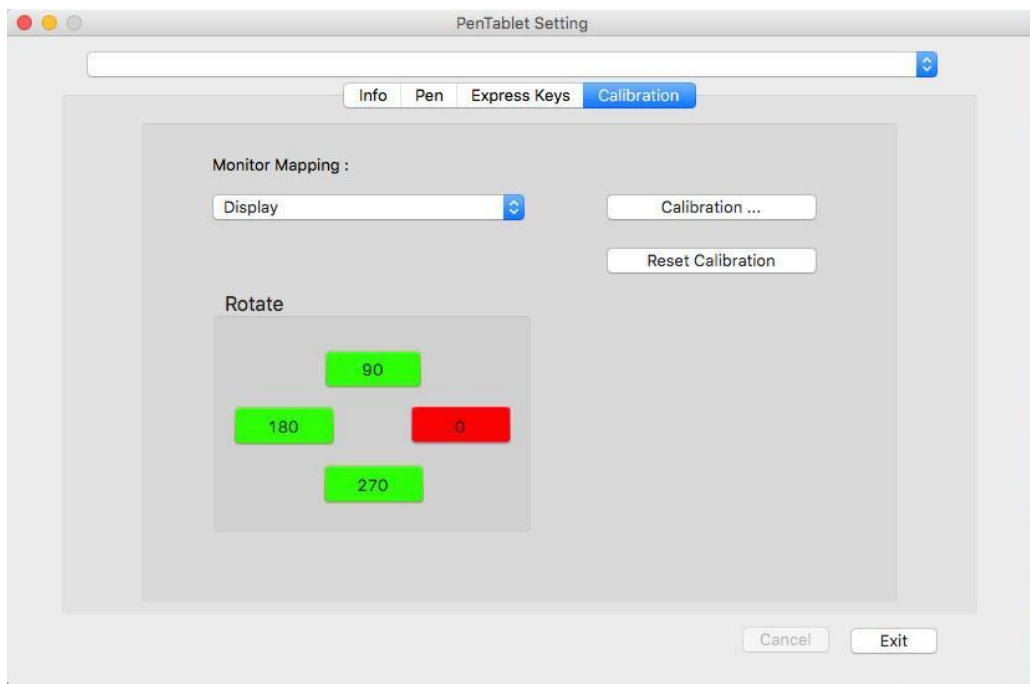 PenTablet Setting
Info Pen Express Keys Calibration
Monitor Mapping :
Display
Calibration ...
Reset Calibration
Rotate
90
180 0
270
Cancel Exit